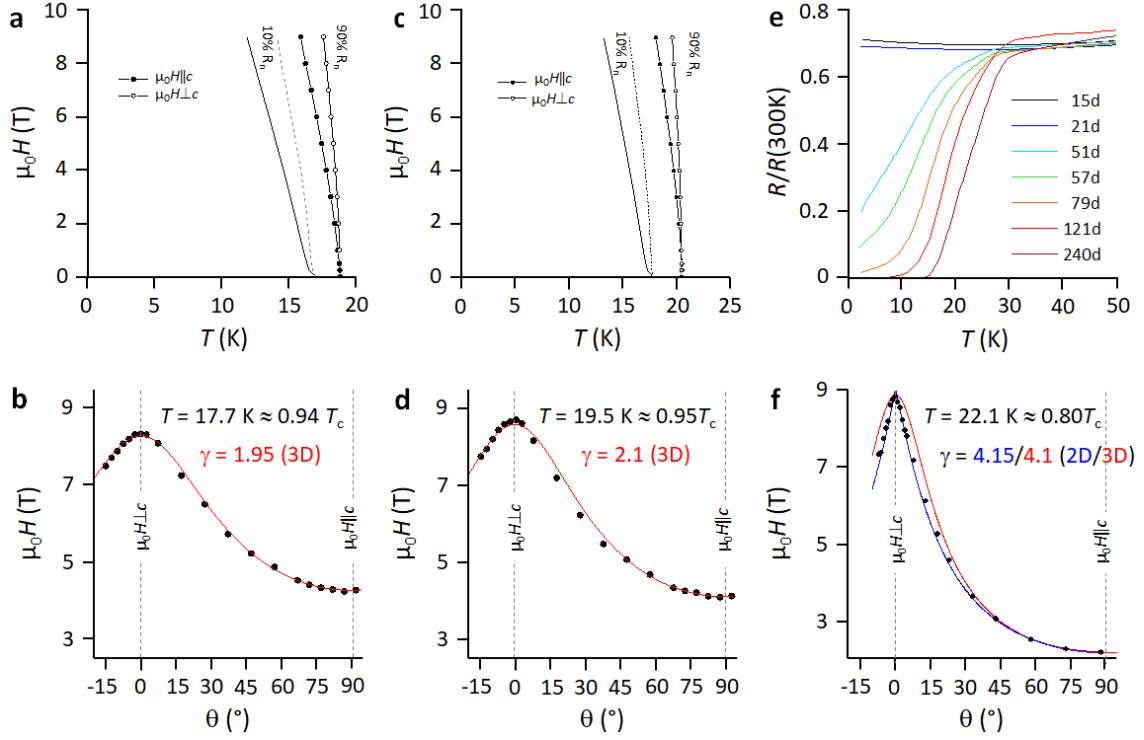 a
10
8
6
4
2
0
μ₀H (T)
10% Rₙ
90% Rₙ
μ₀H∥c
μ₀H⊥c
0
5
10
15
20
T (K)
c
10
8
6
4
2
0
μ₀H (T)
10% Rₙ
90% Rₙ
μ₀H∥c
μ₀H⊥c
0
5
10
15
20
25
T (K)
e
0.8
0.6
0.4
0.2
0
R/R(300K)
15d
21d
51d
57d
79d
121d
240d
0
10
20
30
40
50
T (K)
b
9
7
5
3
μ₀H (T)
T = 17.7 K ≈ 0.94 Tc
γ = 1.95 (3D)
μ₀H⊥c
μ₀H∥c
-15
0
15
30
45
60
75
90
θ (°)
d
9
7
5
3
μ₀H (T)
T = 19.5 K ≈ 0.95Tc
γ = 2.1 (3D)
μ₀H⊥c
μ₀H∥c
-15
0
15
30
45
60
75
90
θ (°)
f
9
7
5
3
μ₀H (T)
T = 22.1 K ≈ 0.80Tc
γ = 4.15/4.1 (2D/3D)
μ₀H⊥c
μ₀H∥c
-15
0
15
30
45
60
75
90
θ (°)